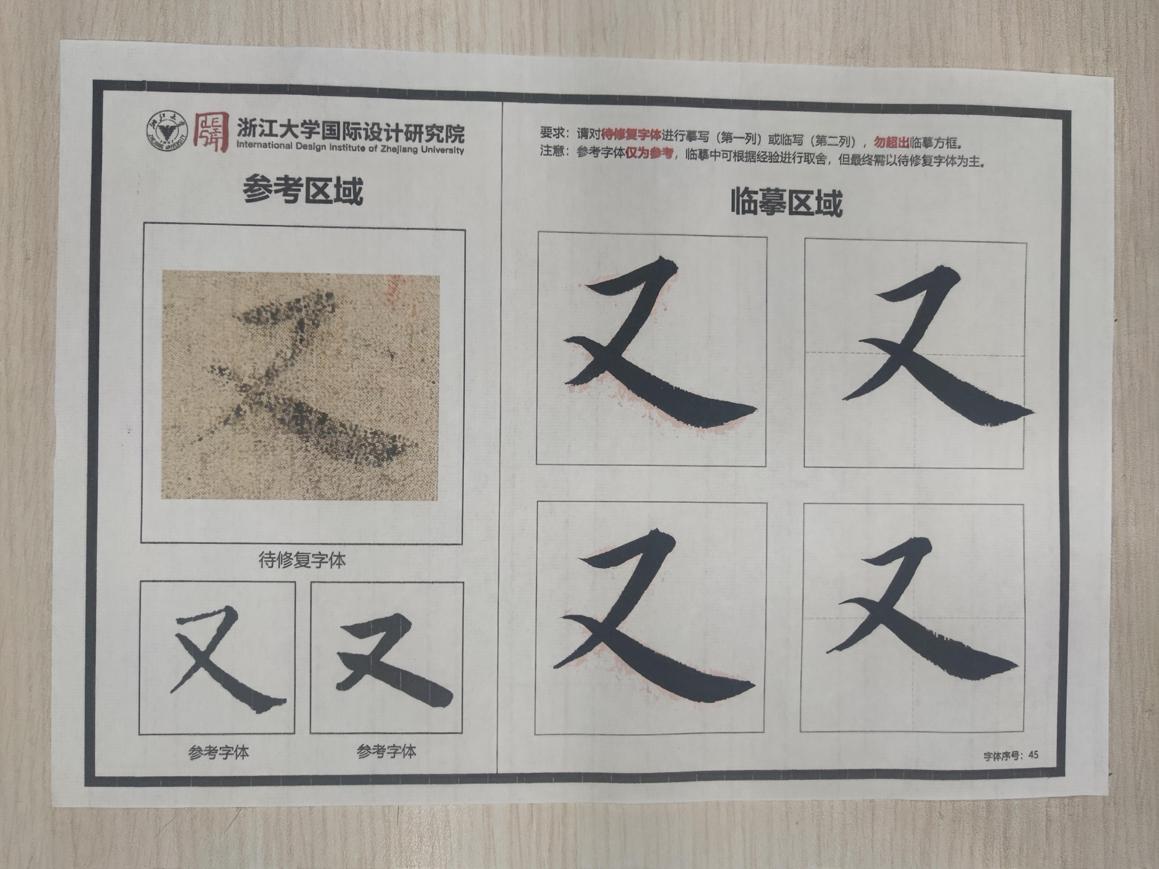 浙江大学国际设计研究院
International Design Institute of Zhejiang University
参考区域
待修复字体
又 又
参考字体 参考字体
要求：请对待修复字体进行摹写（第一列）或临写（第二列），勿超出临摹方框。
注意：参考字体仅为参考，临摹中可根据经验进行取舍，但最终需以待修复字体为主。
临摹区域
又 又
又 又
字体序号：45